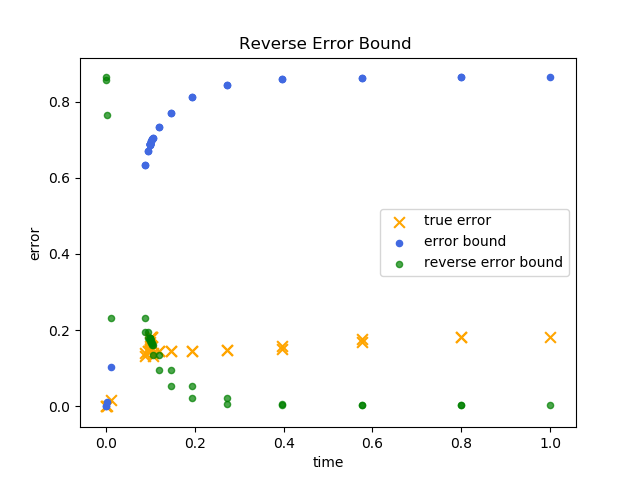 Reverse Error Bound
error
0.8
0.6
0.4
0.2
0.0
true error
error bound
reverse error bound
0.0 0.2 0.4 0.6 0.8 1.0
time